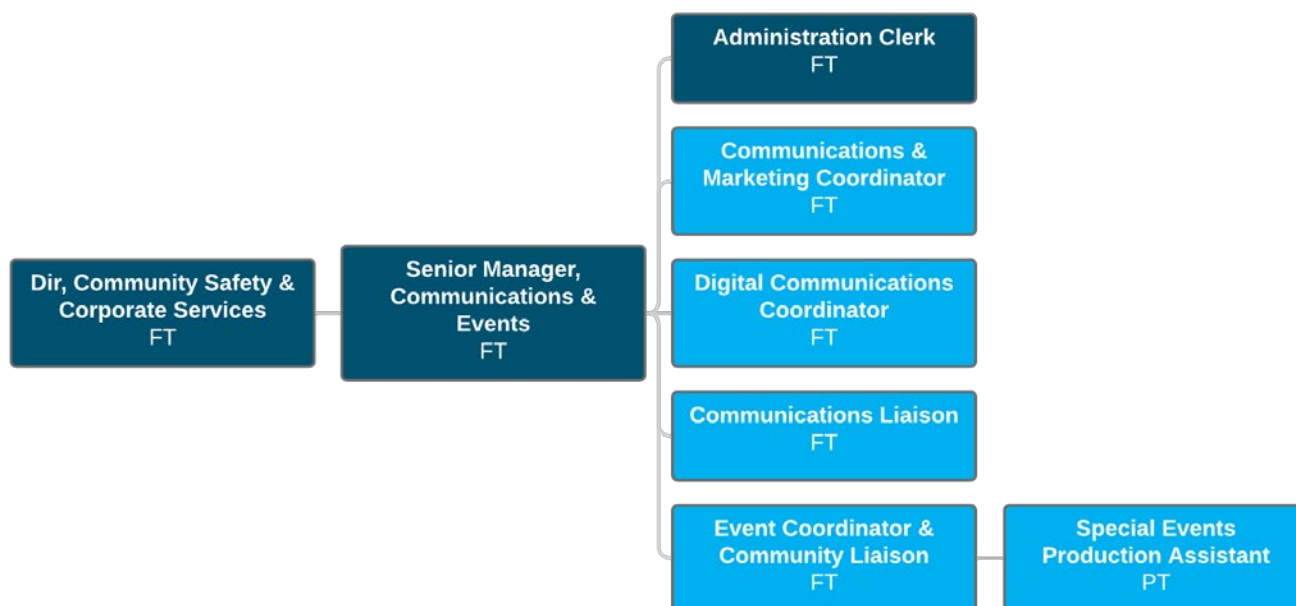 Administration Clerk
FT
Communications &
Marketing Coordinator
FT
Dir, Community Safety &
Corporate Services
FT
Senior Manager,
Communications &
Events
FT
Digital Communications
Coordinator
FT
Communications Liaison
FT
Event Coordinator &
Community Liaison
FT
Special Events
Production Assistant
PT